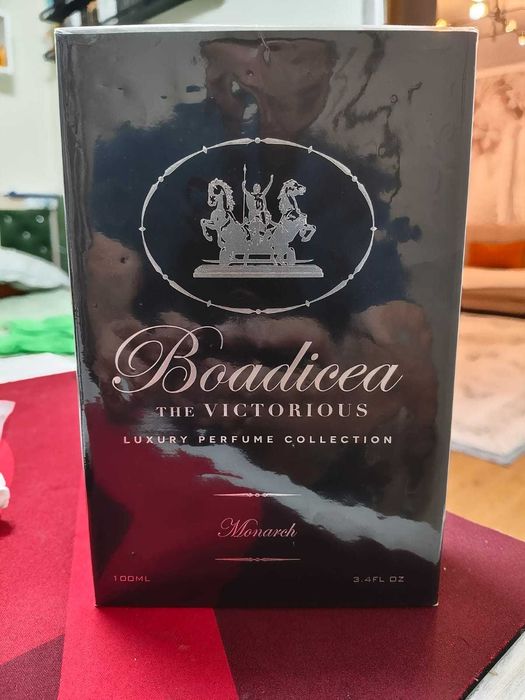 Boadicea
THE VICTORIOUS
LUXURY PERFUME COLLECTION
Monarch
100ML 3.4FL OZ